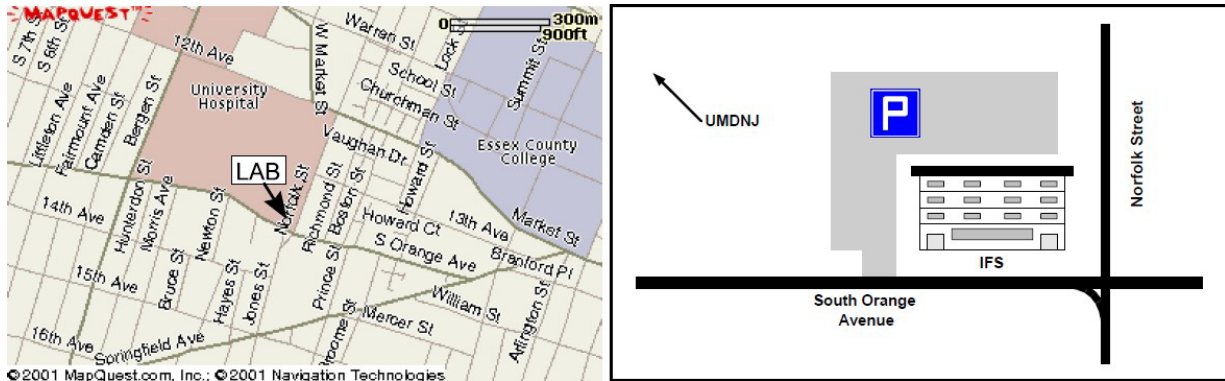 MAPQUEST
0 300m
900ft
S 7th St
S 6th St
12th Ave
W Market St
Warren St
Lock St
School St
Churchman St
Summit St
University
Hospital
Littleton Ave
Fairmount Ave
Camden St
Bergen St
Vaughan Dr
Essex County
College
LAB
Norfolk St
Richmond St
Boston St
Howard St
14th Ave
Hunterdon St
Morris Ave
Newton St
Howard Ct
13th Ave
Market St
S Orange Ave
Branford Pl
15th Ave
Bruce St
Hayes St
Jones St
Prince St
William St
Arlington St
16th Ave
Springfield Ave
Mercer St
Broome St
©2001 MapQuest.com, Inc.; ©2001 Navigation Technologies
UMDNJ
P
Norfolk Street
IFS
South Orange
Avenue